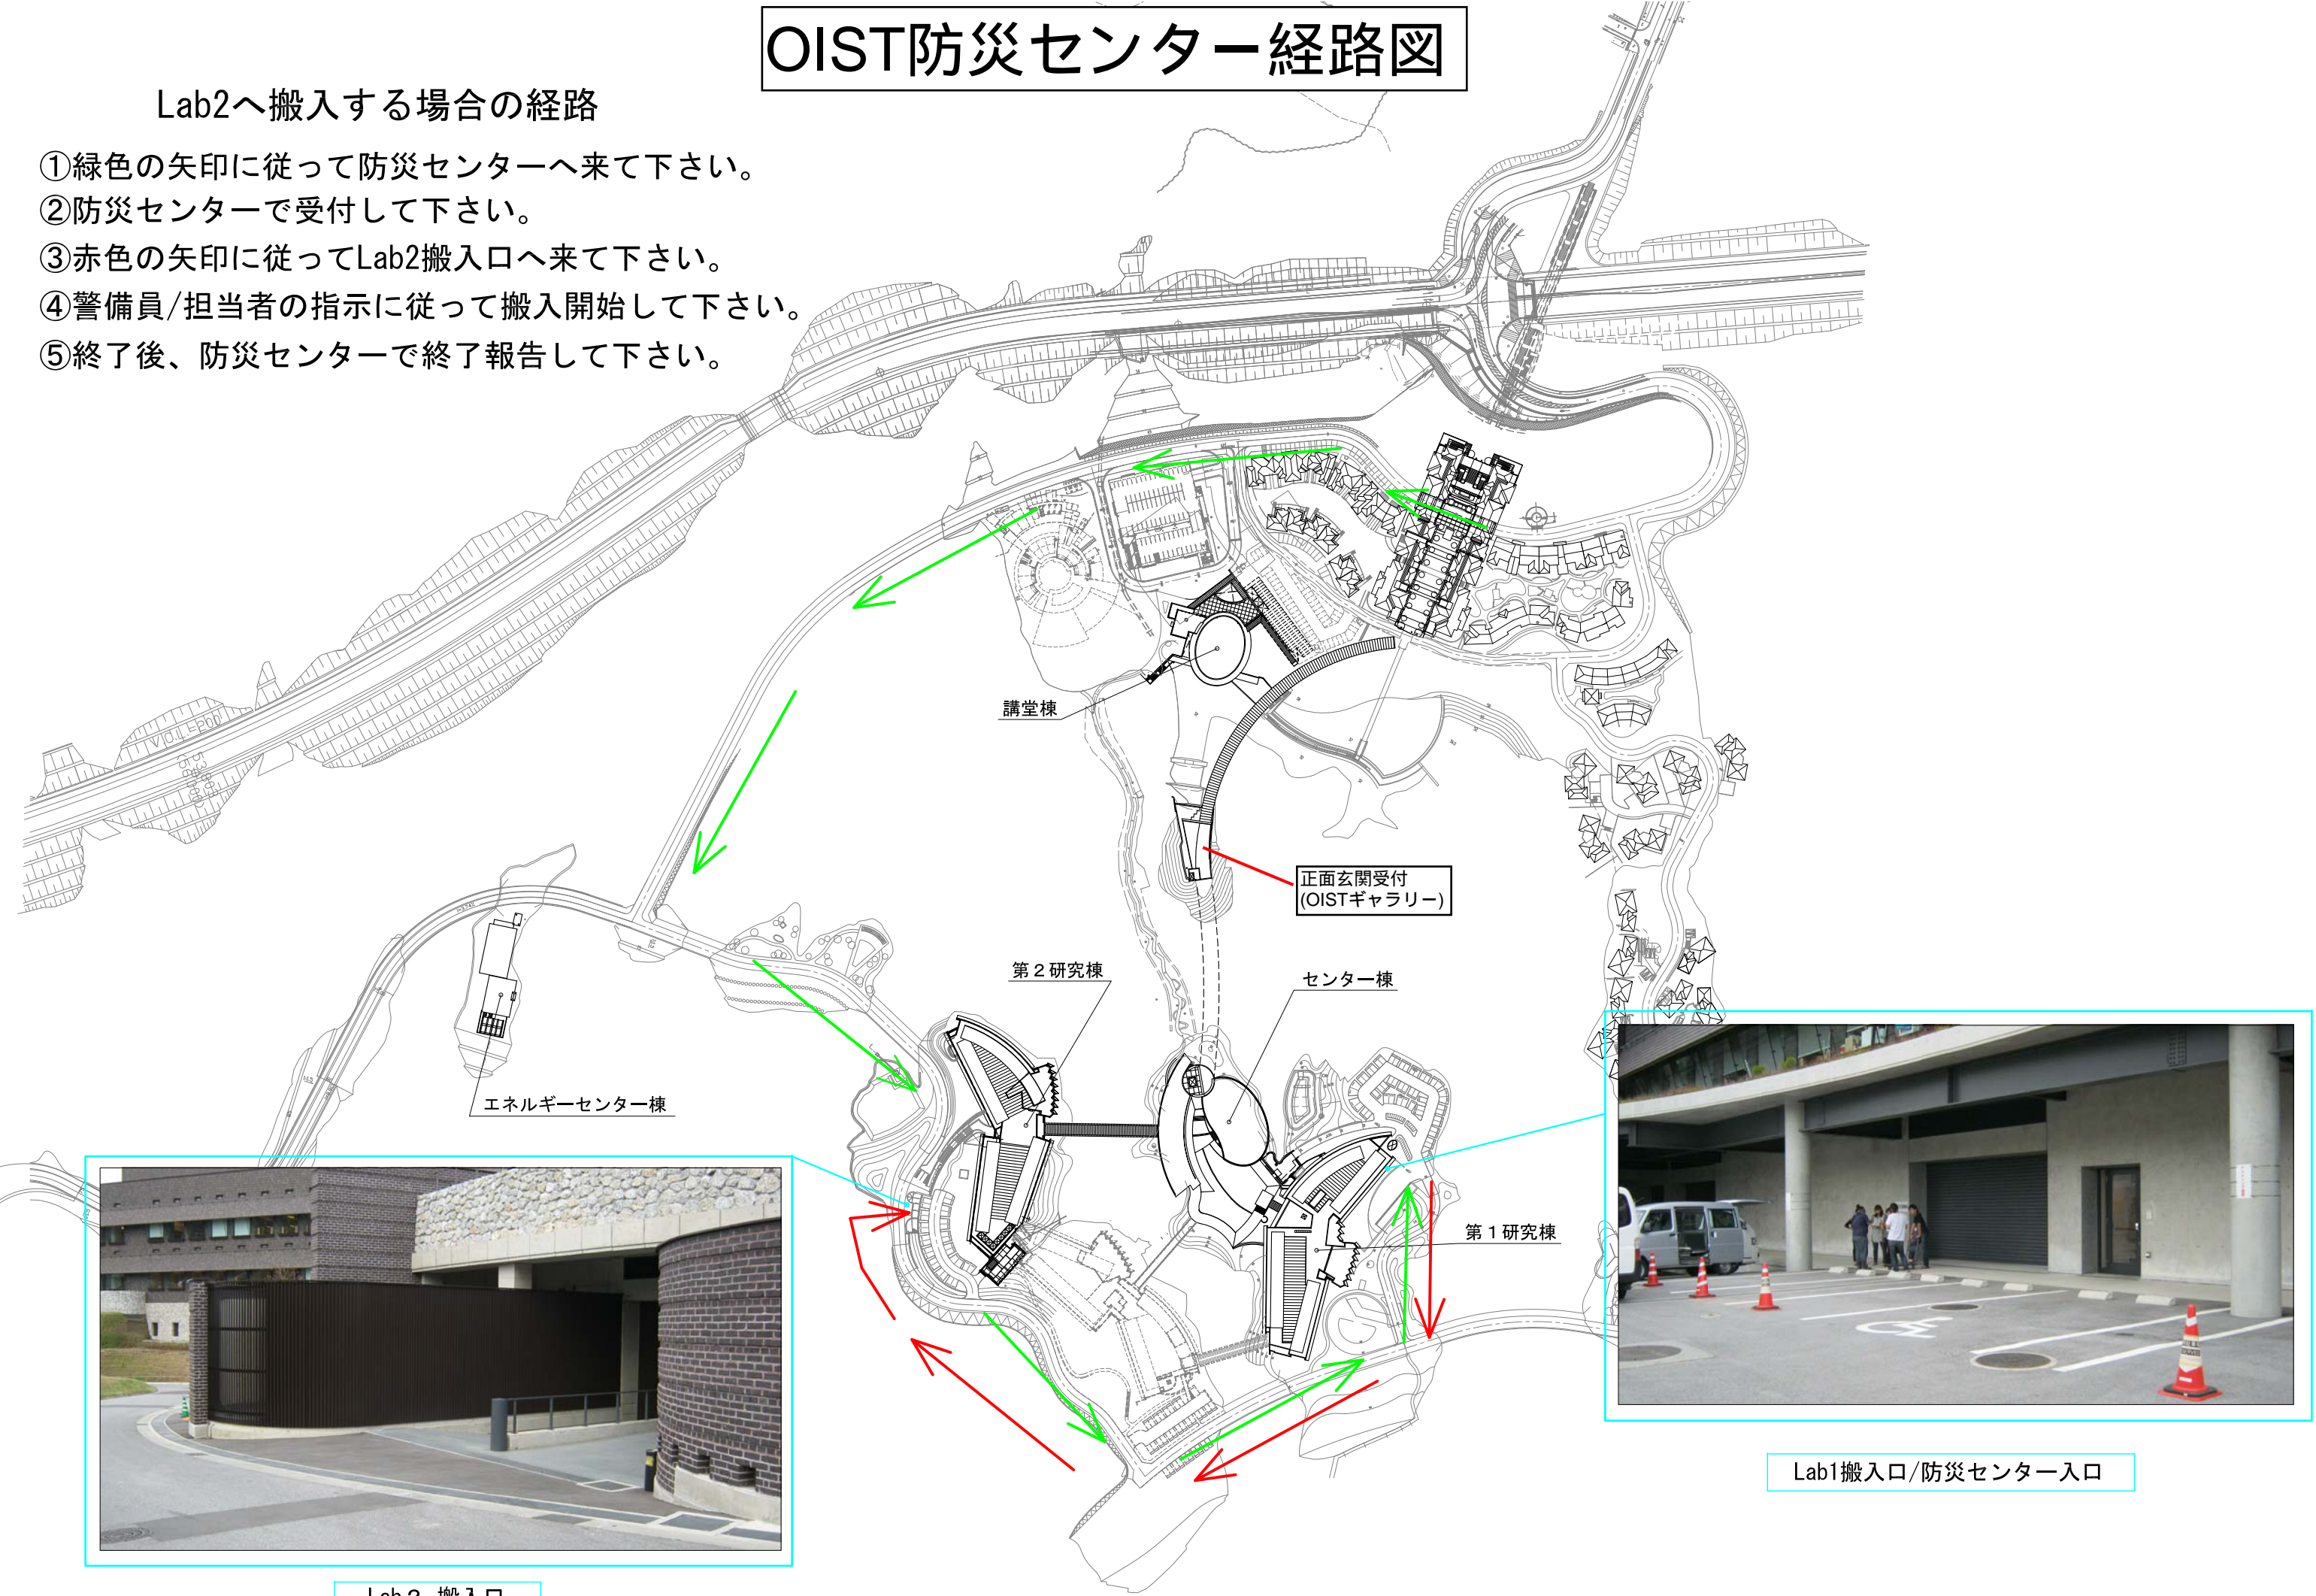 OIST防災センター経路図
Lab2へ搬入する場合の経路
①緑色の矢印に従って防災センターへ来て下さい。
②防災センターで受付して下さい。
③赤色の矢印に従ってLab2搬入口へ来て下さい。
④警備員/担当者の指示に従って搬入開始して下さい。
⑤終了後、防災センターで終了報告して下さい。
講堂棟
正面玄関受付
(OISTギャラリー)
第２研究棟
センター棟
エネルギーセンター棟
第１研究棟
Lab1搬入口/防災センター入口
Lab２ 搬入口